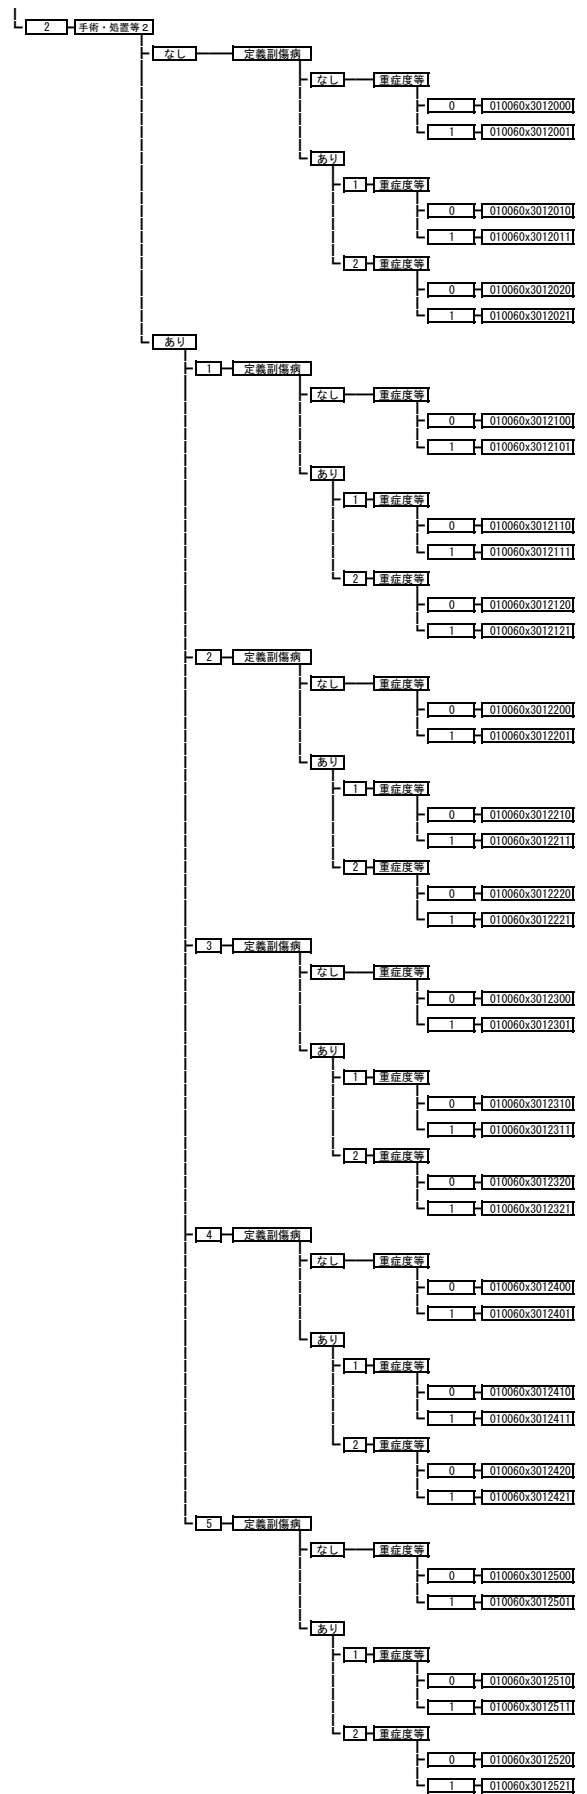 2 手術・処置等2
なし 定義副傷病
なし 重症度等
0 010060x3012000
1 010060x3012001
あり
1 重症度等
0 010060x3012010
1 010060x3012011
2 重症度等
0 010060x3012020
1 010060x3012021
あり
1 定義副傷病
なし 重症度等
0 010060x3012100
1 010060x3012101
あり
1 重症度等
0 010060x3012110
1 010060x3012111
2 重症度等
0 010060x3012120
1 010060x3012121
2 定義副傷病
なし 重症度等
0 010060x3012200
1 010060x3012201
あり
1 重症度等
0 010060x3012210
1 010060x3012211
2 重症度等
0 010060x3012220
1 010060x3012221
3 定義副傷病
なし 重症度等
0 010060x3012300
1 010060x3012301
あり
1 重症度等
0 010060x3012310
1 010060x3012311
2 重症度等
0 010060x3012320
1 010060x3012321
4 定義副傷病
なし 重症度等
0 010060x3012400
1 010060x3012401
あり
1 重症度等
0 010060x3012410
1 010060x3012411
2 重症度等
0 010060x3012420
1 010060x3012421
5 定義副傷病
なし 重症度等
0 010060x3012500
1 010060x3012501
あり
1 重症度等
0 010060x3012510
1 010060x3012511
2 重症度等
0 010060x3012520
1 010060x3012521